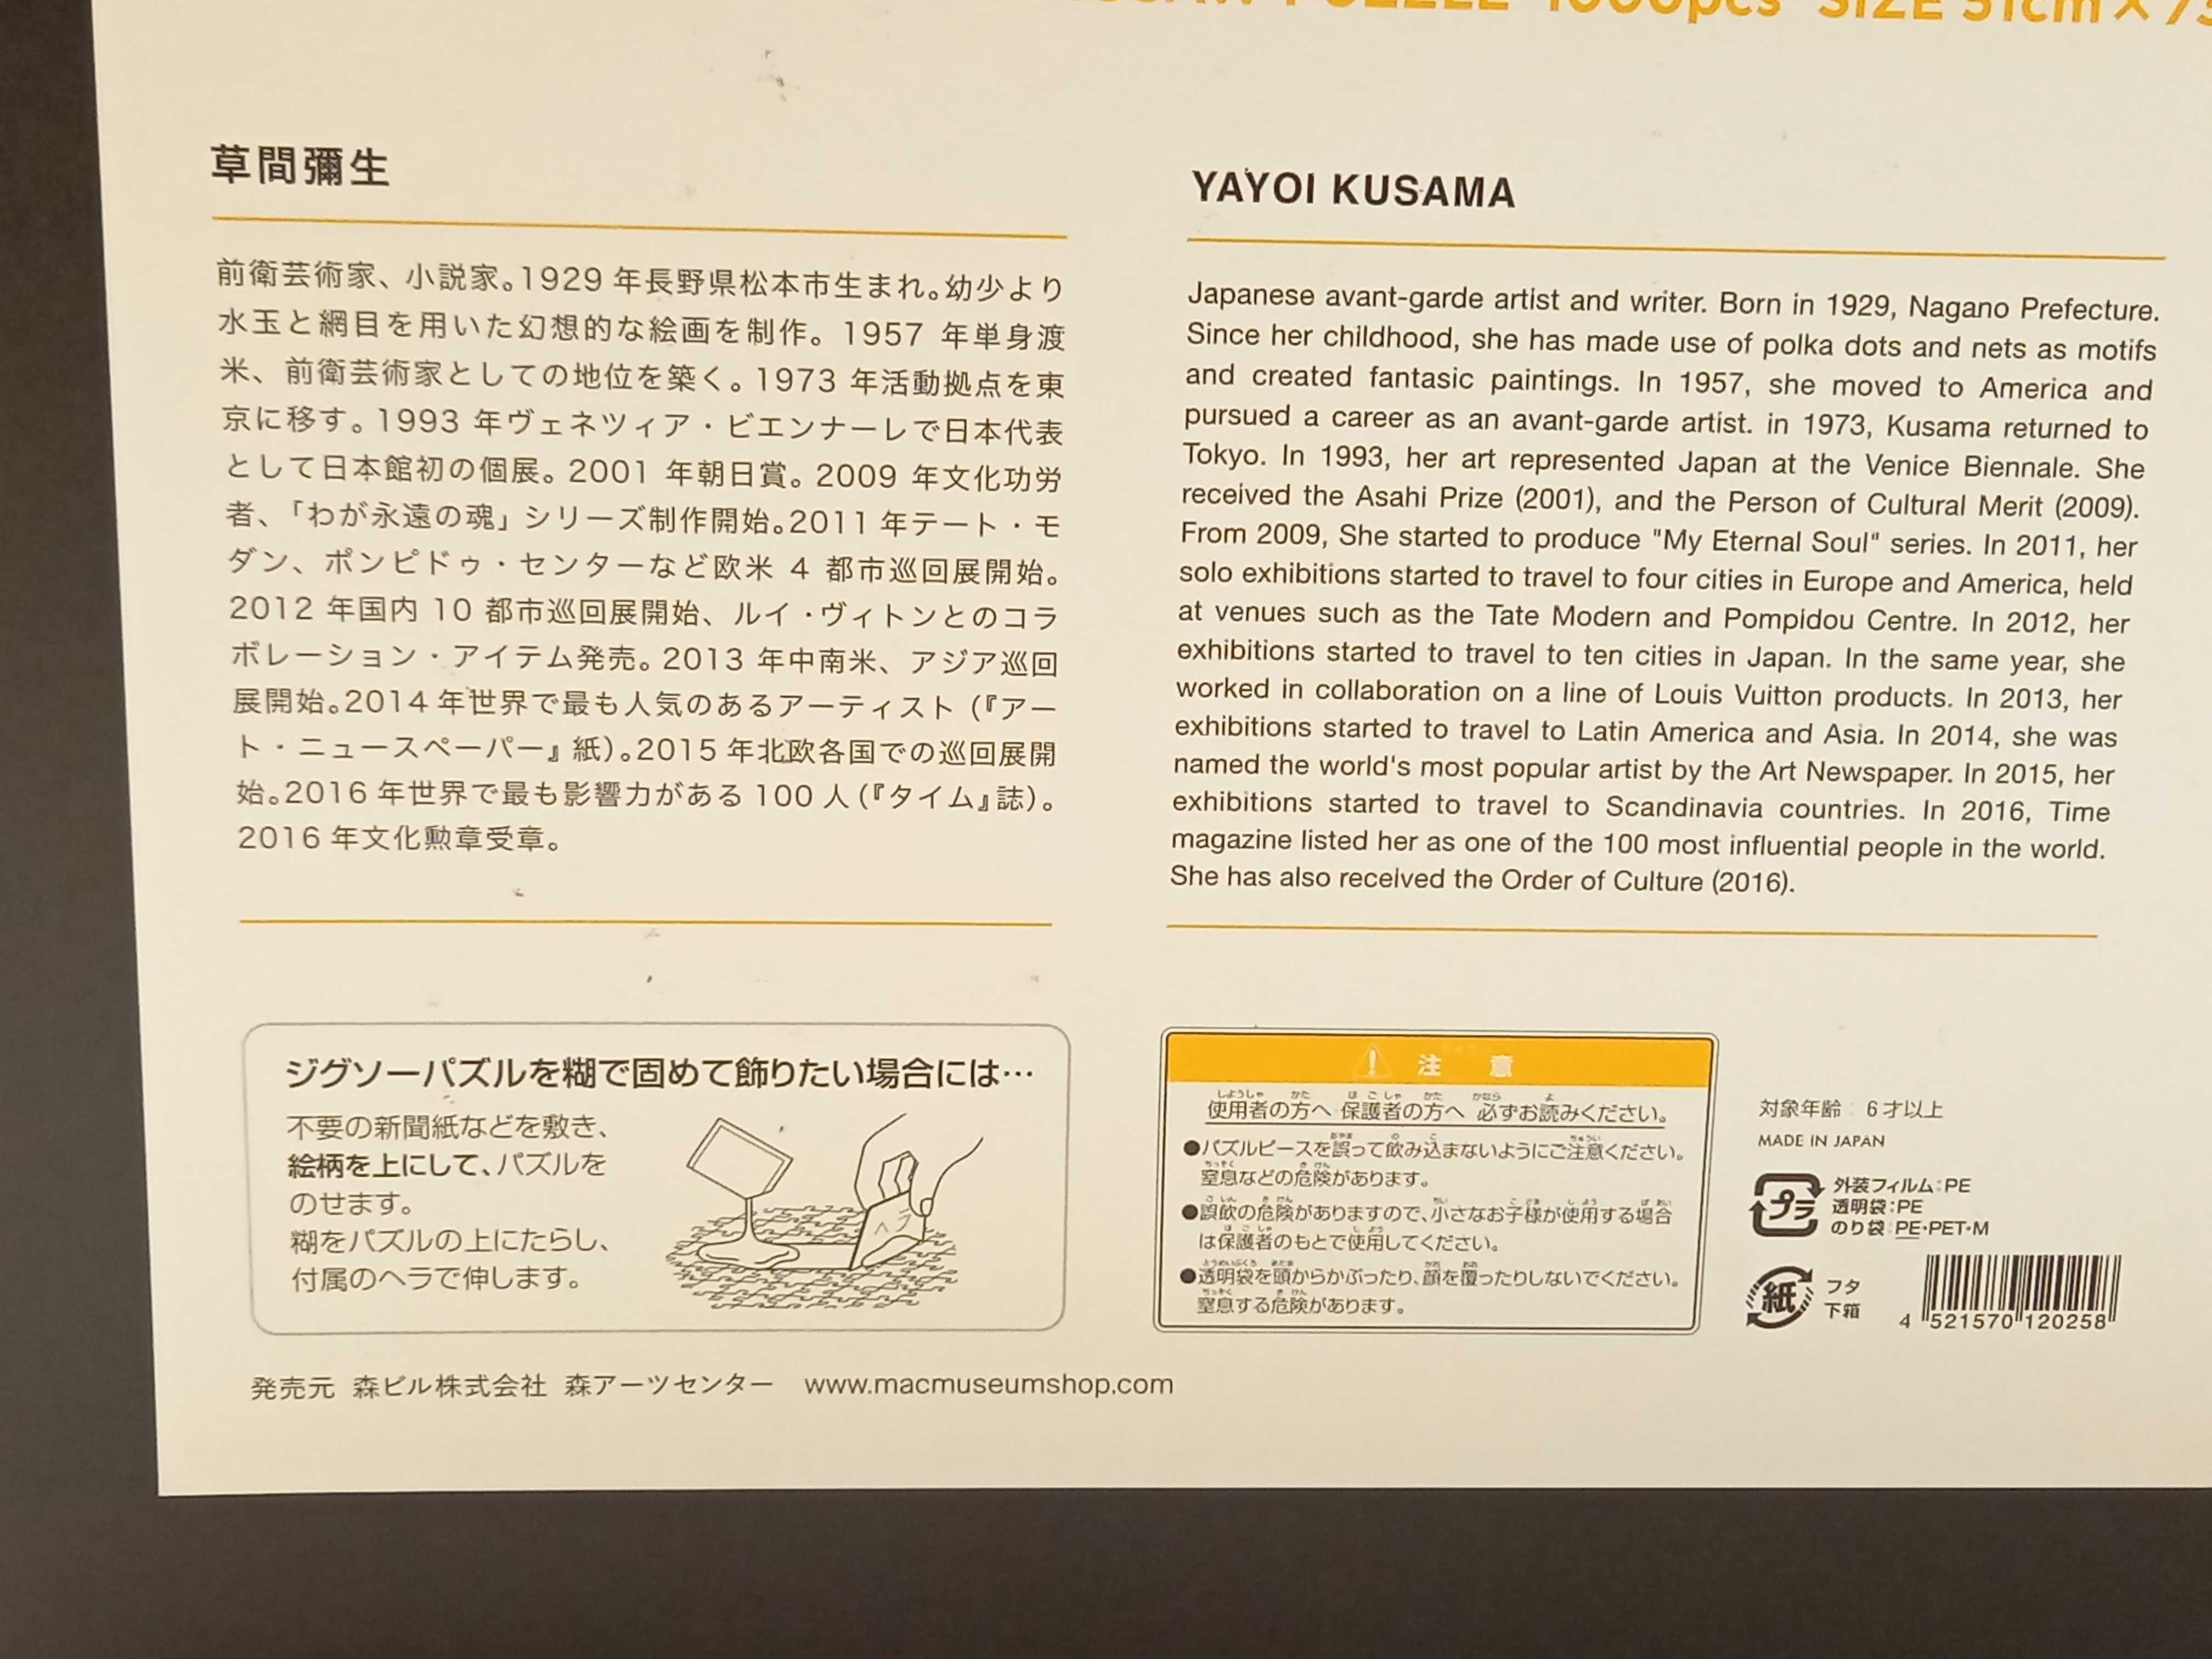 PUZZLE 1000pcs SIZE 51cm×73
草間彌生
前衛芸術家、小説家。1929 年長野県松本市生まれ。幼少より
水玉と網目を用いた幻想的な絵画を制作。1957 年単身渡
米、前衛芸術家としての地位を築く。1973 年活動拠点を東
京に移す。1993 年ヴェネツィア・ビエンナーレで日本代表
として日本館初の個展。2001 年朝日賞。2009 年文化功労
者、「わが永遠の魂」シリーズ制作開始。2011 年テート・モ
ダン、ポンピドゥ・センターなど欧米 4 都市巡回展開始。
2012 年国内 10 都市巡回展開始、ルイ・ヴィトンとのコラ
ボレーション・アイテム発売。2013 年中南米、アジア巡回
展開始。2014 年世界で最も人気のあるアーティスト（『アー
ト・ニュースペーパー』紙）。2015 年北欧各国での巡回展開
始。2016 年世界で最も影響力がある 100 人（『タイム』誌）。
2016 年文化勲章受章。
YAYOI KUSAMA
Japanese avant-garde artist and writer. Born in 1929, Nagano Prefecture.
Since her childhood, she has made use of polka dots and nets as motifs
and created fantasic paintings. In 1957, she moved to America and
pursued a career as an avant-garde artist. in 1973, Kusama returned to
Tokyo. In 1993, her art represented Japan at the Venice Biennale. She
received the Asahi Prize (2001), and the Person of Cultural Merit (2009).
From 2009, She started to produce "My Eternal Soul" series. In 2011, her
solo exhibitions started to travel to four cities in Europe and America, held
at venues such as the Tate Modern and Pompidou Centre. In 2012, her
exhibitions started to travel to ten cities in Japan. In the same year, she
worked in collaboration on a line of Louis Vuitton products. In 2013, her
exhibitions started to travel to Latin America and Asia. In 2014, she was
named the world's most popular artist by the Art Newspaper. In 2015, her
exhibitions started to travel to Scandinavia countries. In 2016, Time
magazine listed her as one of the 100 most influential people in the world.
She has also received the Order of Culture (2016).
ジグソーパズルを糊で固めて飾りたい場合には…
不要の新聞紙などを敷き、
絵柄を上にして、パズルを
のせます。
糊をパズルの上にたらし、
付属のヘラで伸します。
ヘラ
注意
使用者の方へ 保護者の方へ 必ずお読みください。
●パズルピースを誤って飲み込まないようにご注意ください。
窒息などの危険があります。
●誤飲の危険がありますので、小さなお子様が使用する場合
は保護者のもとで使用してください。
●透明袋を頭からかぶったり、顔を覆ったりしないでください。
窒息する危険があります。
対象年齢：6才以上
MADE IN JAPAN
プラ
外装フィルム：PE
透明袋：PE
のり袋：PE・PET・M
紙
フタ
下箱
4 521570 120258
発売元 森ビル株式会社 森アーツセンター www.macmuseumshop.com